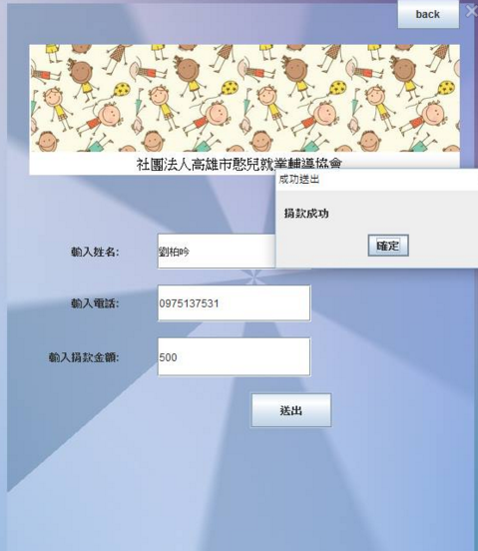 back
社團法人高雄市憨兒就業輔導協會
成功送出
捐款成功
確定
輸入姓名:
劉柏吟
輸入電話:
0975137531
輸入捐款金額:
500
送出